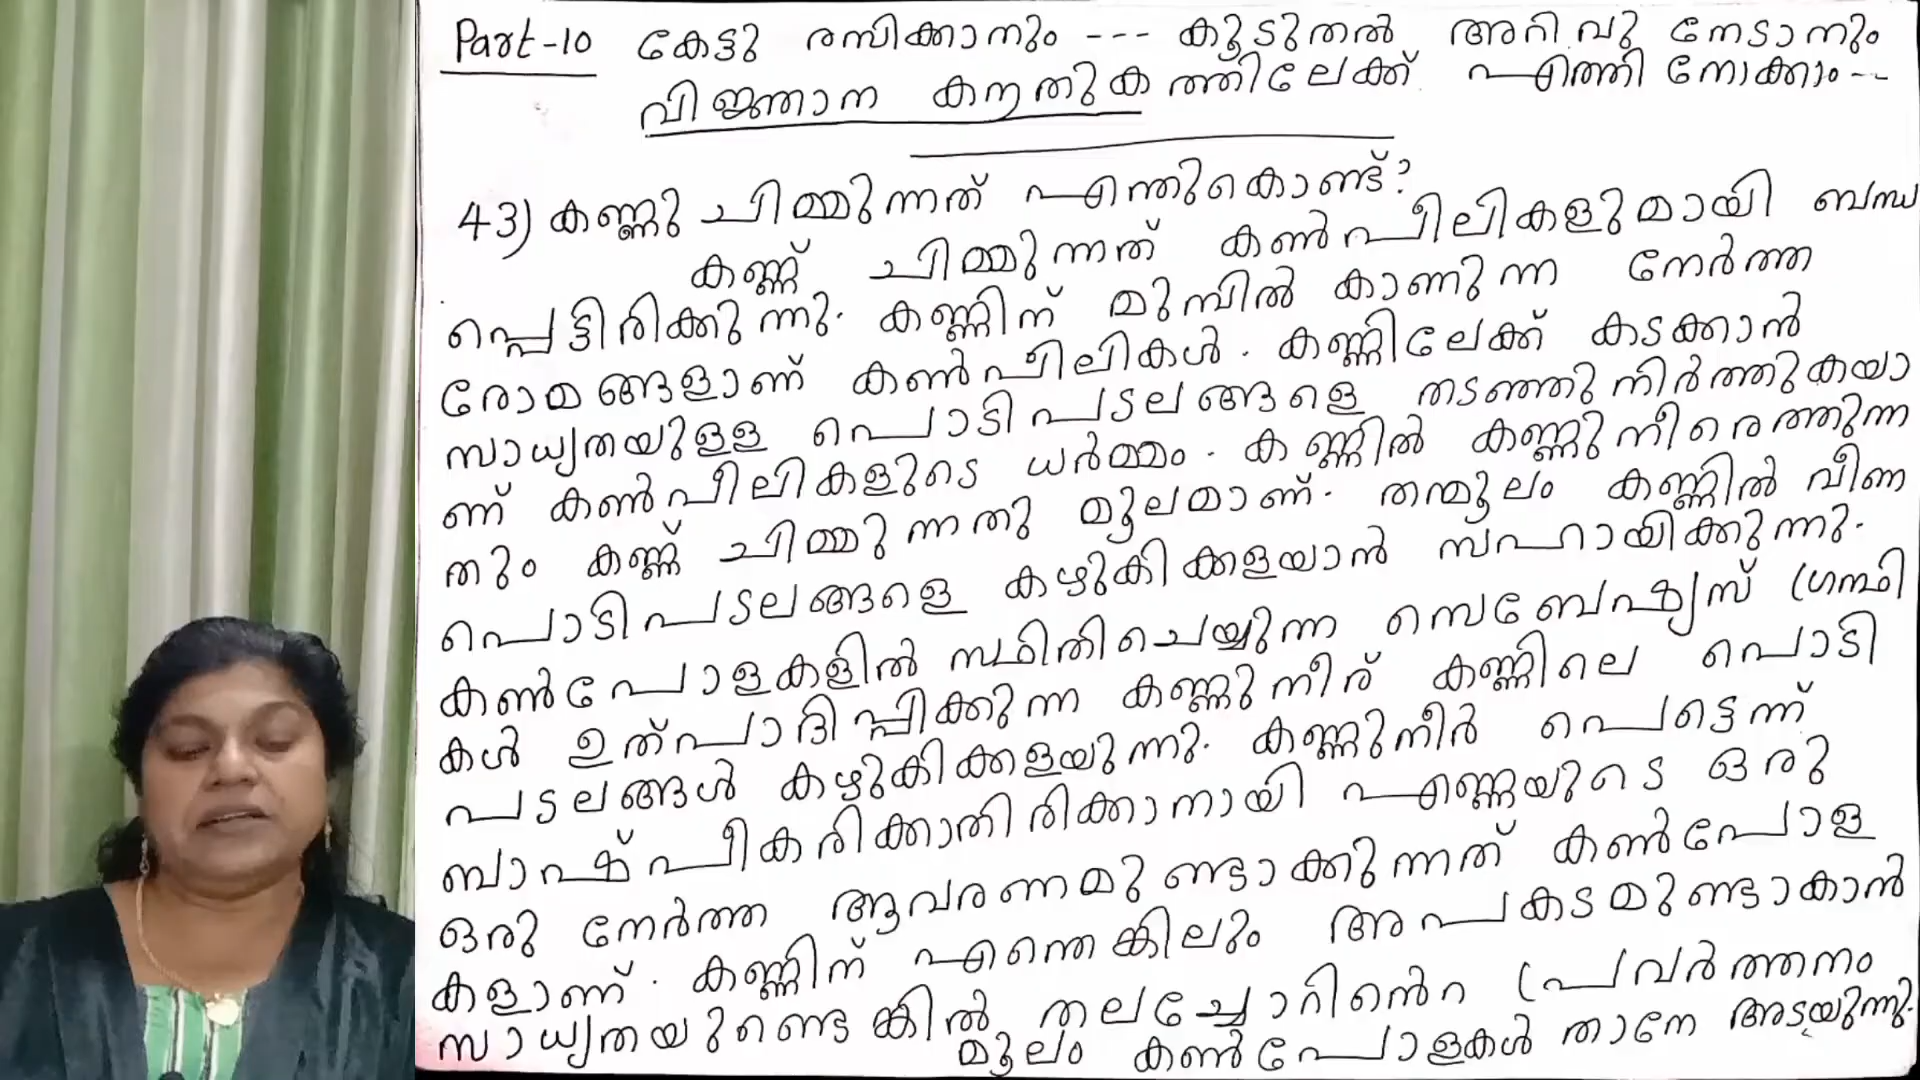 Part-10 കേട്ടു രസിക്കാനും --- കൂടുതൽ അറിവു നേടാനും
വിജ്ഞാന കൗതുകത്തിലേക്ക് എത്തി നോക്കാം--
43) കണ്ണു ചിമ്മുന്നത് എന്തുകൊണ്ട്?
കണ്ണ് ചിമ്മുന്നത് കൺപീലികളുമായി ബന്ധ
പ്പെട്ടിരിക്കുന്നു. കണ്ണിന് മുമ്പിൽ കാണുന്ന നേർത്ത
രോമങ്ങളാണ് കൺപീലികൾ. കണ്ണിലേക്ക് കടക്കാൻ
സാധ്യതയുള്ള പൊടിപടലങ്ങളെ തടഞ്ഞുനിർത്തുകയാ
ണ് കൺപീലികളുടെ ധർമ്മം. കണ്ണിൽ കണ്ണുനീരെത്തുന്ന
തും കണ്ണ് ചിമ്മുന്നതു മൂലമാണ്. തന്മൂലം കണ്ണിൽ വീണ
പൊടിപടലങ്ങളെ കഴുകിക്കളയാൻ സഹായിക്കുന്നു.
കൺപോളകളിൽ സ്ഥിതിചെയ്യുന്ന സെബേഷ്യസ് ഗ്രന്ഥി
കൾ ഉത്പാദിപ്പിക്കുന്ന കണ്ണുനീര് കണ്ണിലെ പൊടി
പടലങ്ങൾ കഴുകിക്കളയുന്നു. കണ്ണുനീർ പെട്ടെന്ന്
ബാഷ്പീകരിക്കാതിരിക്കാനായി എണ്ണയുടെ ഒരു
ഒരു നേർത്ത ആവരണമുണ്ടാക്കുന്നത് കൺപോള
കളാണ്. കണ്ണിന് എന്തെങ്കിലും അപകടമുണ്ടാകാൻ
സാധ്യതയുണ്ടെങ്കിൽ തലച്ചോറിൻെറ പ്രവർത്തനം
മൂലം കൺപോളകൾ താനേ അടയുന്നു.